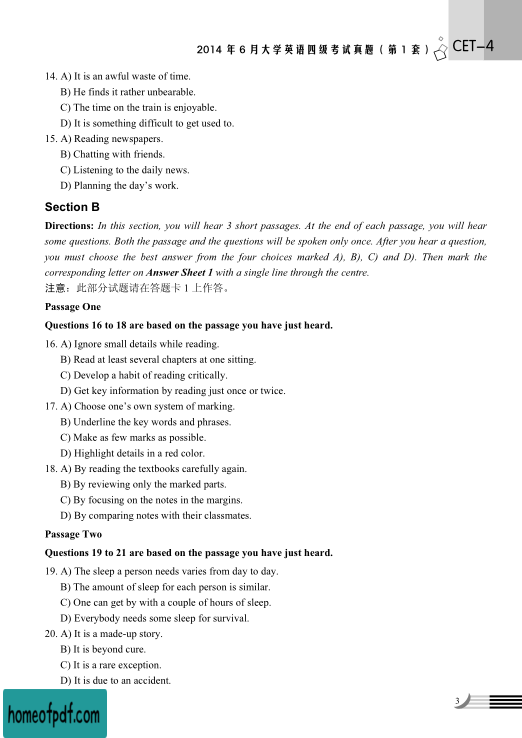 2014 年 6 月大学英语四级考试真题（第 1 套）
CET-4
14. A) It is an awful waste of time.
B) He finds it rather unbearable.
C) The time on the train is enjoyable.
D) It is something difficult to get used to.
15. A) Reading newspapers.
B) Chatting with friends.
C) Listening to the daily news.
D) Planning the day’s work.
Section B
Directions: In this section, you will hear 3 short passages. At the end of each passage, you will hear
some questions. Both the passage and the questions will be spoken only once. After you hear a question,
you must choose the best answer from the four choices marked A), B), C) and D). Then mark the
corresponding letter on Answer Sheet 1 with a single line through the centre.
注意：此部分试题请在答题卡 1 上作答。
Passage One
Questions 16 to 18 are based on the passage you have just heard.
16. A) Ignore small details while reading.
B) Read at least several chapters at one sitting.
C) Develop a habit of reading critically.
D) Get key information by reading just once or twice.
17. A) Choose one’s own system of marking.
B) Underline the key words and phrases.
C) Make as few marks as possible.
D) Highlight details in a red color.
18. A) By reading the textbooks carefully again.
B) By reviewing only the marked parts.
C) By focusing on the notes in the margins.
D) By comparing notes with their classmates.
Passage Two
Questions 19 to 21 are based on the passage you have just heard.
19. A) The sleep a person needs varies from day to day.
B) The amount of sleep for each person is similar.
C) One can get by with a couple of hours of sleep.
D) Everybody needs some sleep for survival.
20. A) It is a made-up story.
B) It is beyond cure.
C) It is a rare exception.
D) It is due to an accident.
3
homeofpdf.com